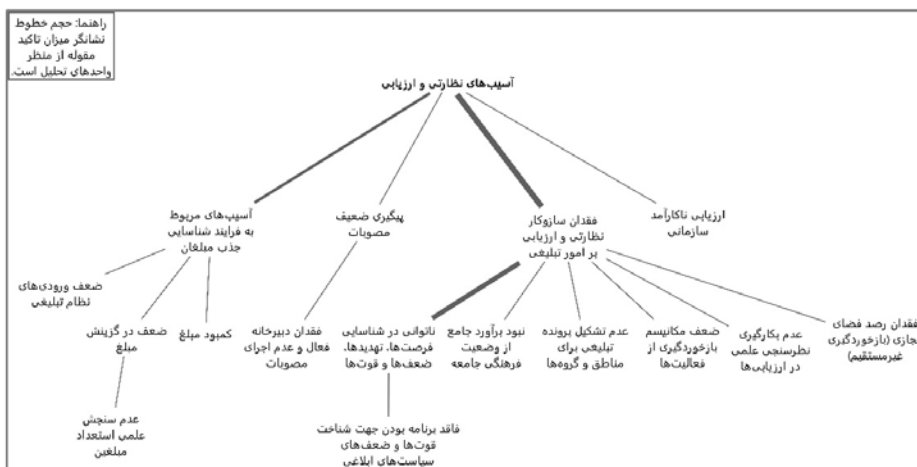 راهنما: حجم خطوط
نشانگر میزان تاکید
مقوله از منظر
واحدهای تحلیل است.
آسیب‌های نظارتی و ارزیابی
ارزیابی ناکارآمد
سازمانی
فقدان سازوکار
نظارتی و ارزیابی
بر امور تبلیغی
پیگیری ضعیف
مصوبات
آسیب‌های مربوط
به فرایند شناسایی
جذب مبلغان
فقدان رصد فضای
مجازی (بازخوردگیری
غیرمستقیم)
عدم بکارگیری
نظرسنجی علمی
در ارزیابی‌ها
ضعف مکانیسم
بازخوردگیری از
فعالیت‌ها
عدم تشکیل پرونده
تبلیغی برای
مناطق و گروه‌ها
نبود برآورد جامع
از وضعیت
فرهنگی جامعه
ناتوانی در شناسایی
فرصت‌ها، تهدیدها،
ضعف‌ها و قوت‌ها
فقدان دبیرخانه
فعال و عدم اجرای
مصوبات
کمبود مبلغ
ضعف در گزینش
مبلغ
ضعف ورودی‌های
نظام تبلیغی
فاقد برنامه بودن جهت شناخت
قوت‌ها و ضعف‌های
سیاست‌های ابلاغی
عدم سنجش
علمی استعداد
مبلغین